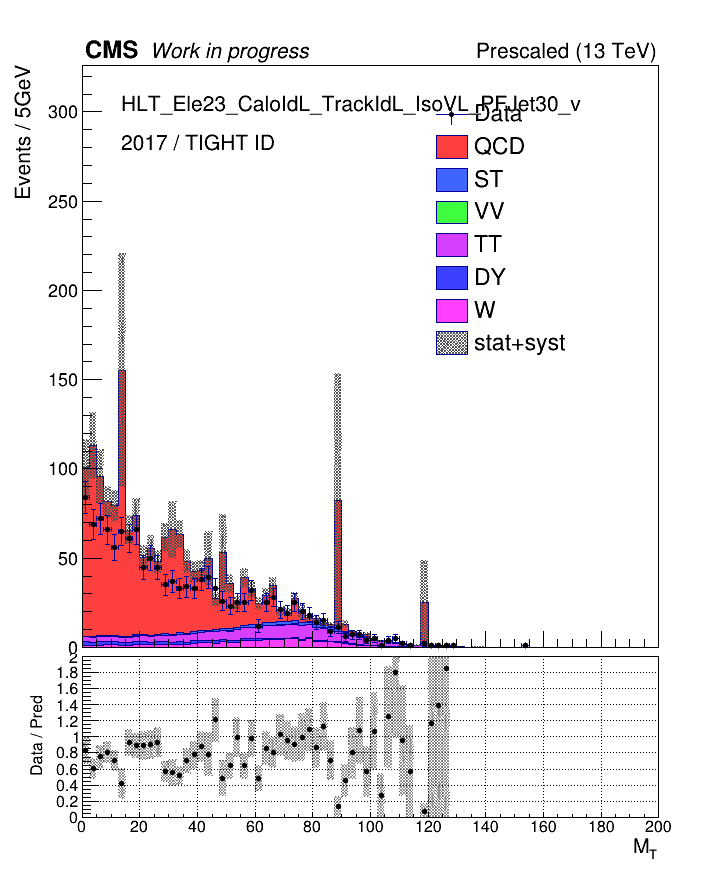 CMS Work in progress Prescaled (13 TeV)
Events / 5GeV
HLT_Ele23_CaloIdL_TrackIdL_IsoVL_PFJet30_v
2017 / TIGHT ID
Data
QCD
ST
VV
TT
DY
W
stat+syst
300
250
200
150
100
50
0
Data / Pred
2
1.8
1.6
1.4
1.2
1
0.8
0.6
0.4
0.2
0
0 20 40 60 80 100 120 140 160 180 200
M_T